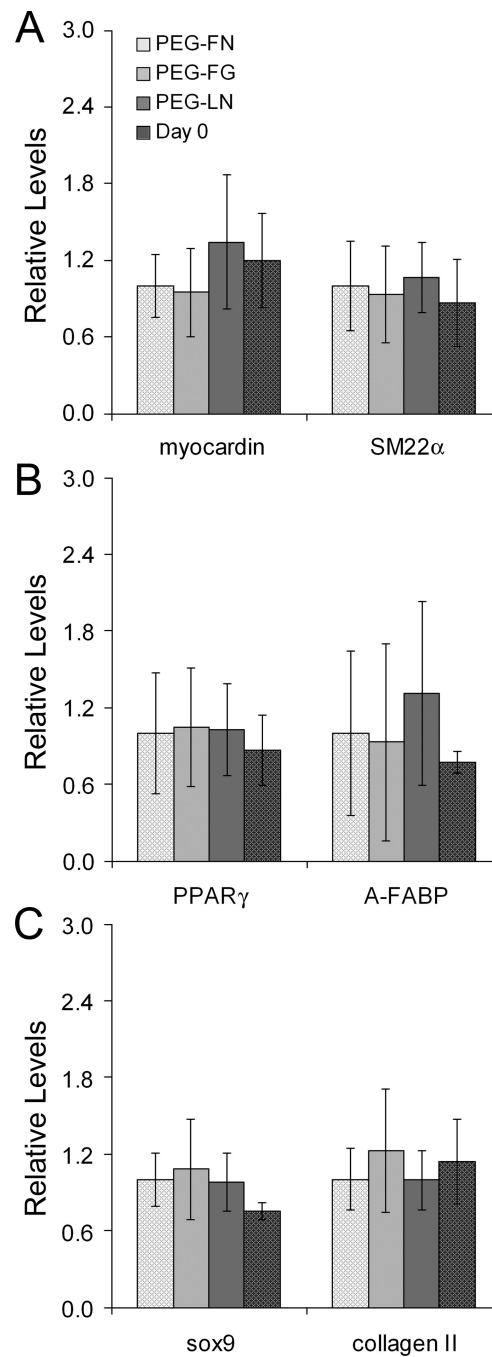 A
Relative Levels
3.0
2.4
1.8
1.2
0.6
0.0
PEG-FN
PEG-FG
PEG-LN
Day 0
myocardin SM22α
B
Relative Levels
3.0
2.4
1.8
1.2
0.6
0.0
PPARγ A-FABP
C
Relative Levels
3.0
2.4
1.8
1.2
0.6
0.0
sox9 collagen II